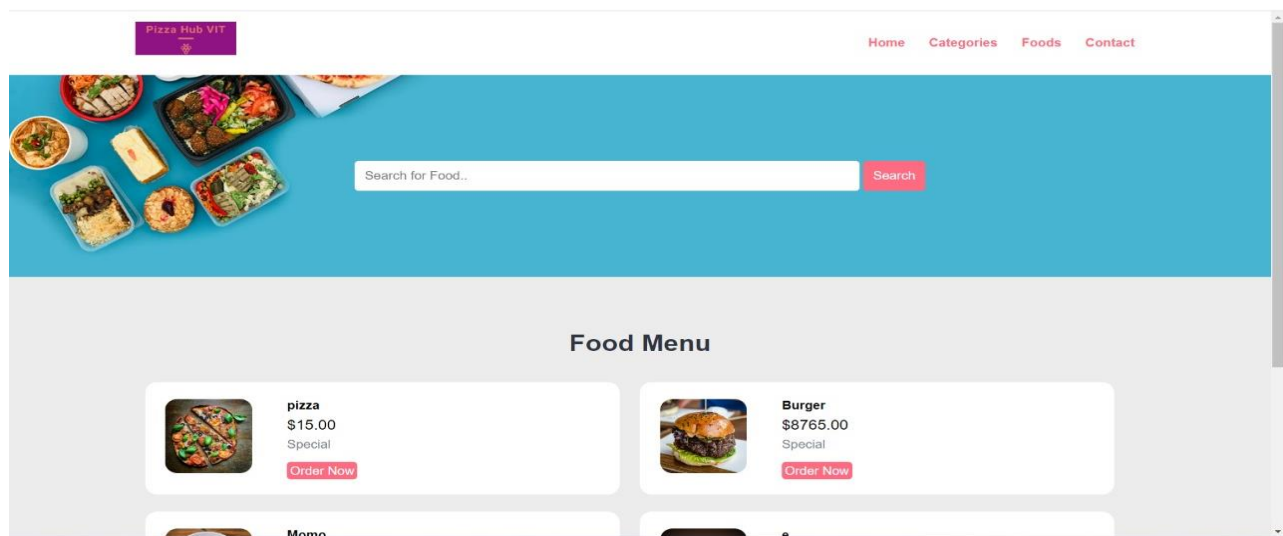 Pizza Hub VIT
Home Categories Foods Contact
Search for Food.. Search
Food Menu
pizza
$15.00
Special
Order Now
Burger
$8765.00
Special
Order Now
Momo
e